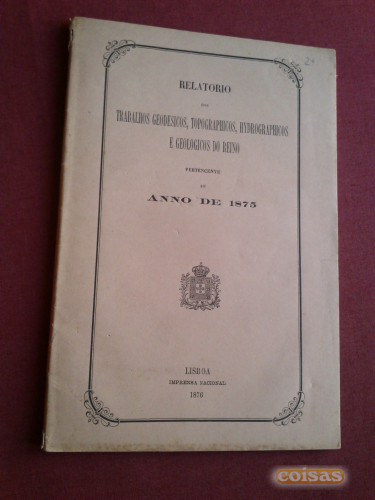 2ª
RELATORIO
DOS
TRABALHOS GEODESICOS, TOPOGRAPHICOS, HYDROGRAPHICOS
E GEOLOGICOS DO REINO
PERTENCENTE
AO
ANNO DE 1875
LISBOA
IMPRENSA NACIONAL
1876
coisas